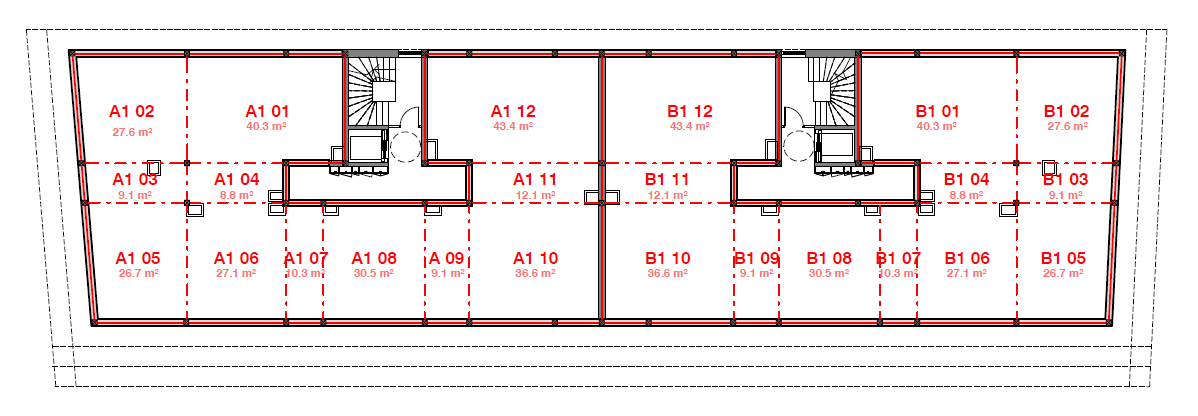 A1 02
27.6 m²
A1 01
40.3 m²
A1 12
43.4 m²
B1 12
43.4 m²
B1 01
40.3 m²
B1 02
27.6 m²
A1 03
9.1 m²
A1 04
8.8 m²
A1 11
12.1 m²
B1 11
12.1 m²
B1 04
8.8 m²
B1 03
9.1 m²
A1 05
26.7 m²
A1 06
27.1 m²
A1 07
10.3 m²
A1 08
30.5 m²
A 09
9.1 m²
A1 10
36.6 m²
B1 10
36.6 m²
B1 09
9.1 m²
B1 08
30.5 m²
B1 07
10.3 m²
B1 06
27.1 m²
B1 05
26.7 m²